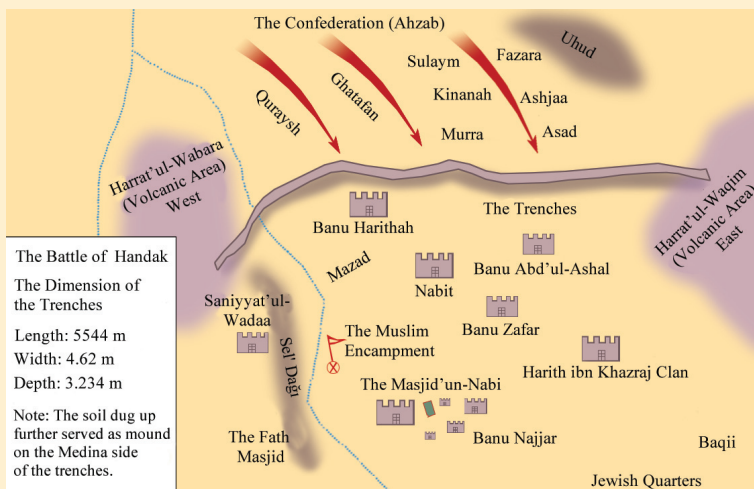 The Confederation (Ahzab)
Uhud
Sulaym
Fazara
Quraysh
Ghatafan
Kinanah
Ashjaa
Murra
Asad
Harrat'ul-Wabara
(Volcanic Area)
West
Harrat'ul-Waqim
(Volcanic Area)
East
The Trenches
Banu Harithah
Banu Abd'ul-Ashal
Mazad
Nabit
Banu Zafar
Saniyyat'ul-
Wadaa
Sel' Dağı
The Muslim
Encampment
Harith ibn Khazraj Clan
The Masjid'un-Nabi
Banu Najjar
The Fath
Masjid
Baqii
Jewish Quarters
The Battle of Handak
The Dimension of
the Trenches
Length: 5544 m
Width: 4.62 m
Depth: 3.234 m
Note: The soil dug up
further served as mound
on the Medina side
of the trenches.